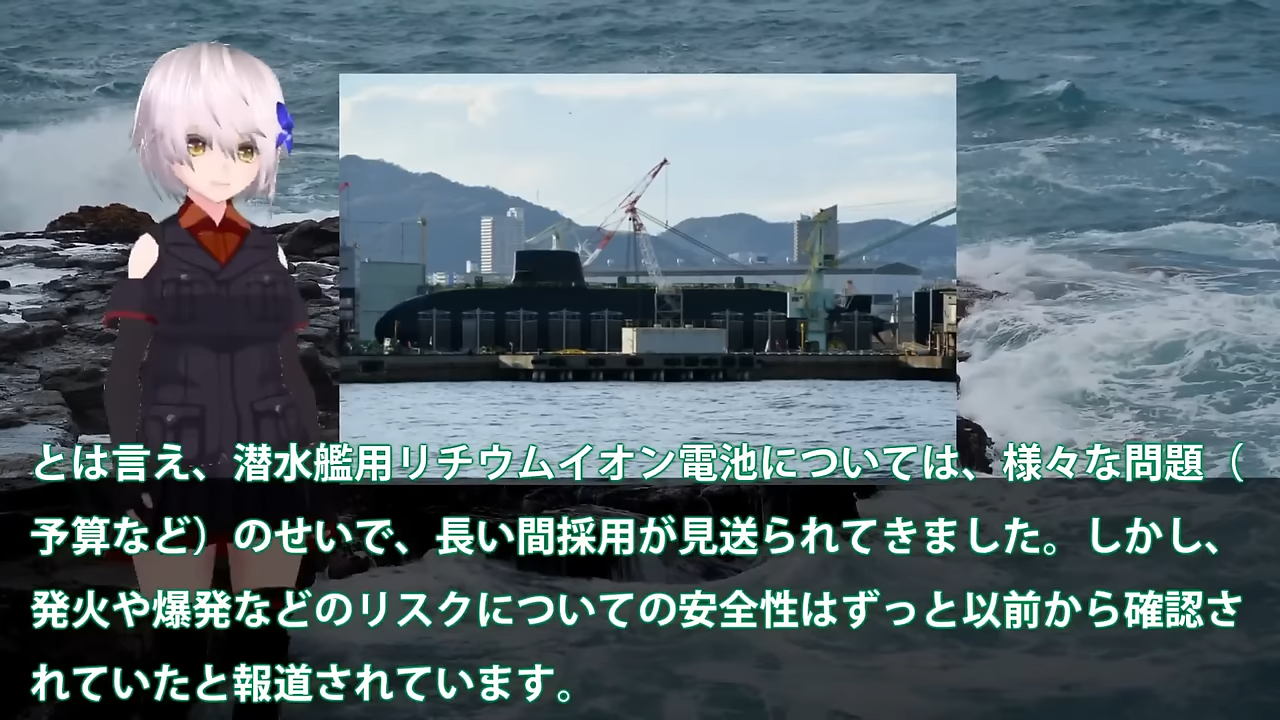 とは言え、潜水艦用リチウムイオン電池については、様々な問題（
予算など）のせいで、長い間採用が見送られてきました。しかし、
発火や爆発などのリスクについての安全性はずっと以前から確認さ
れていたと報道されています。